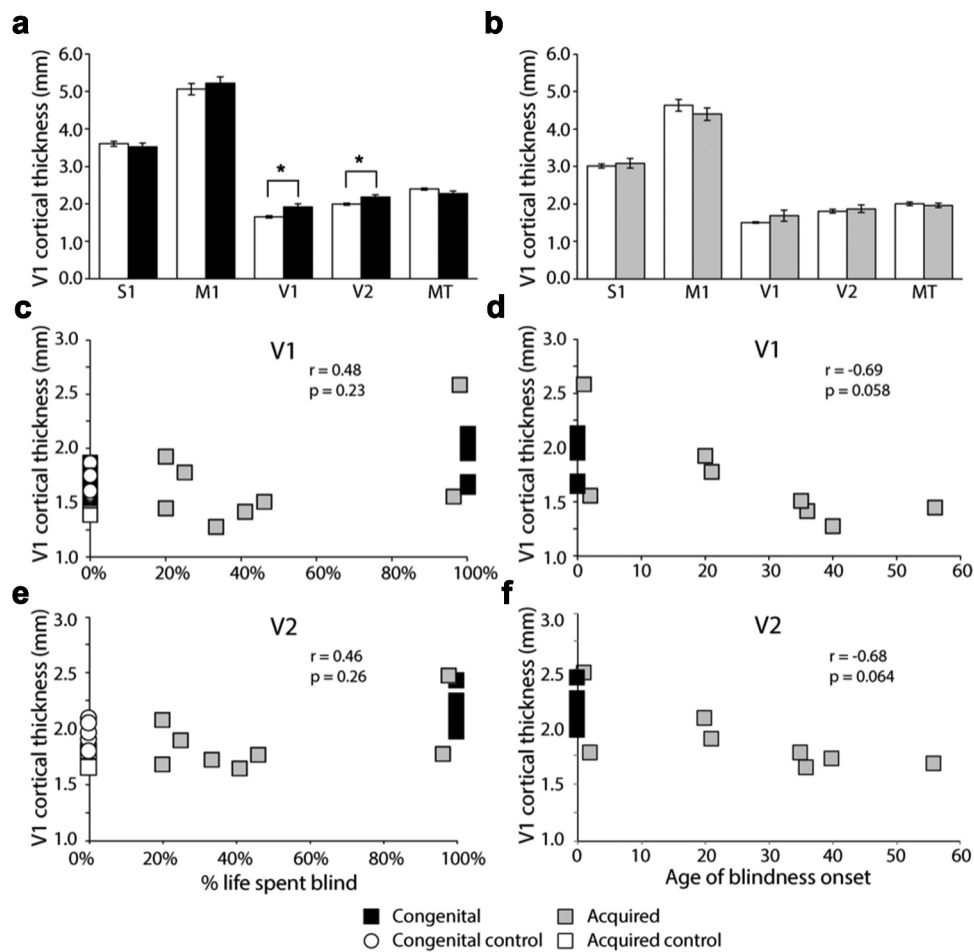 a
V1 cortical thickness (mm)
6.0
5.0
4.0
3.0
2.0
1.0
0.0
*
*
S1 M1 V1 V2 MT
b
V1 cortical thickness (mm)
6.0
5.0
4.0
3.0
2.0
1.0
0.0
S1 M1 V1 V2 MT
c
V1 cortical thickness (mm)
3.0
2.5
2.0
1.5
1.0
V1
r = 0.48
p = 0.23
0% 20% 40% 60% 80% 100%
d
V1 cortical thickness (mm)
3.0
2.5
2.0
1.5
1.0
V1
r = -0.69
p = 0.058
0 10 20 30 40 50 60
e
V1 cortical thickness (mm)
3.0
2.5
2.0
1.5
1.0
V2
r = 0.46
p = 0.26
0% 20% 40% 60% 80% 100%
% life spent blind
f
V1 cortical thickness (mm)
3.0
2.5
2.0
1.5
1.0
V2
r = -0.68
p = 0.064
0 10 20 30 40 50 60
Age of blindness onset
Congenital Acquired
Congenital control Acquired control